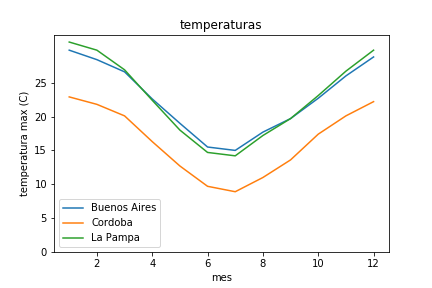 temperaturas
temperatura max (C)
25
20
15
10
5
0
Buenos Aires
Cordoba
La Pampa
2 4 6 8 10 12
mes